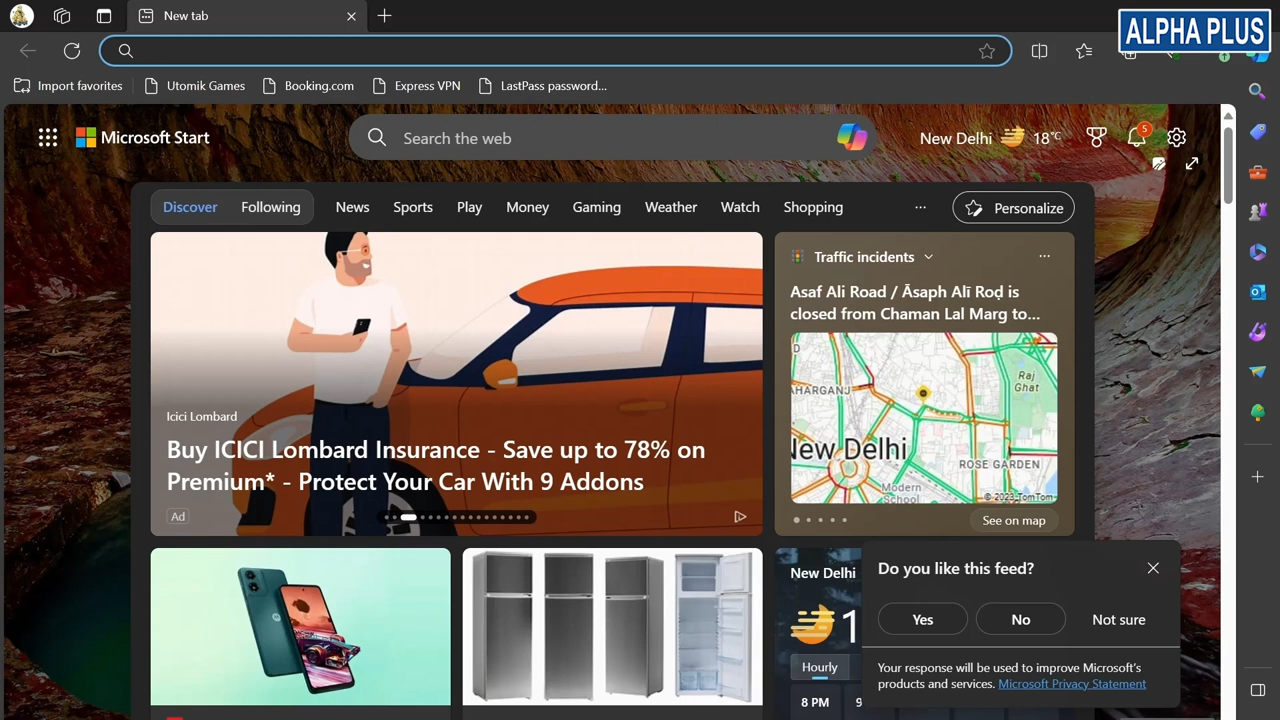 New tab
ALPHA PLUS
Import favorites
Utomik Games
Booking.com
Express VPN
LastPass password...
Microsoft Start
Search the web
New Delhi
18°C
5
Discover
Following
News
Sports
Play
Money
Gaming
Weather
Watch
Shopping
...
Personalize
Icici Lombard
Buy ICICI Lombard Insurance - Save up to 78% on
Premium* - Protect Your Car With 9 Addons
Ad
Traffic incidents
...
Asaf Ali Road / Āsaph Alī Roḍ is
closed from Chaman Lal Marg to...
AHARGANJ
Raj
Ghat
New Delhi
ROSE GARDEN
Modern
School
© 2023 TomTom
See on map
New Delhi
1
Hourly
8 PM
9
Do you like this feed?
Yes
No
Not sure
Your response will be used to improve Microsoft's
products and services. Microsoft Privacy Statement